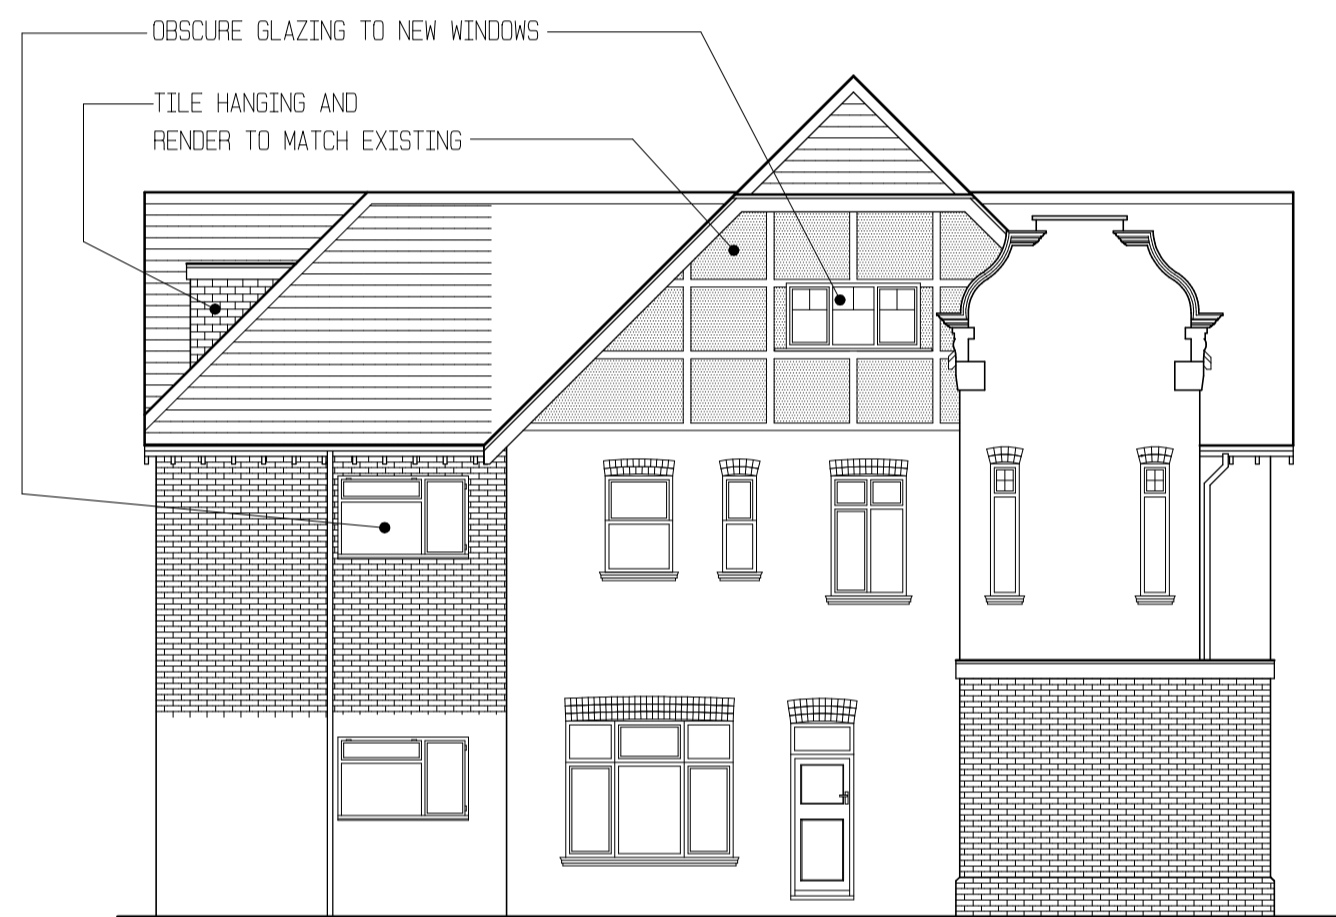 OBSCURE GLAZING TO NEW WINDOWS
TILE HANGING AND
RENDER TO MATCH EXISTING